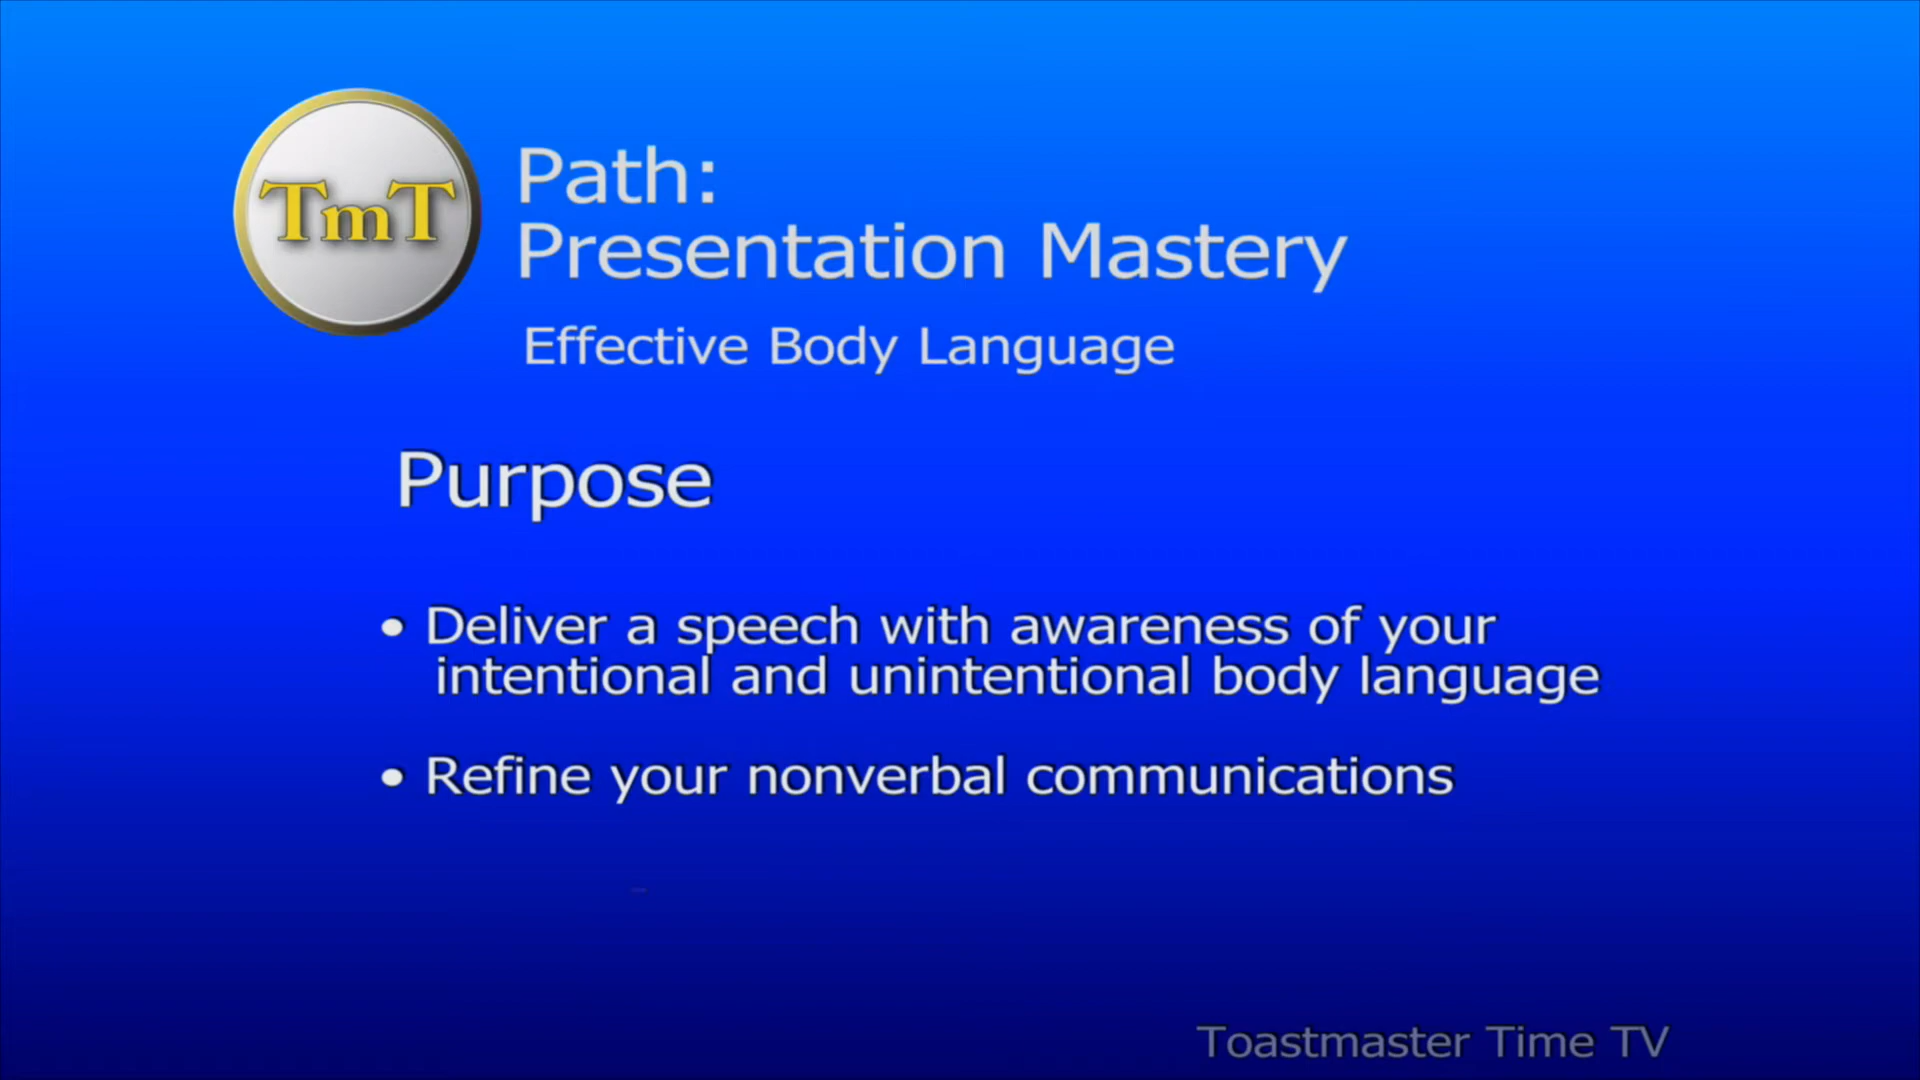 TmT
Path:
Presentation Mastery
Effective Body Language
Purpose
• Deliver a speech with awareness of your
intentional and unintentional body language
• Refine your nonverbal communications
Toastmaster Time TV